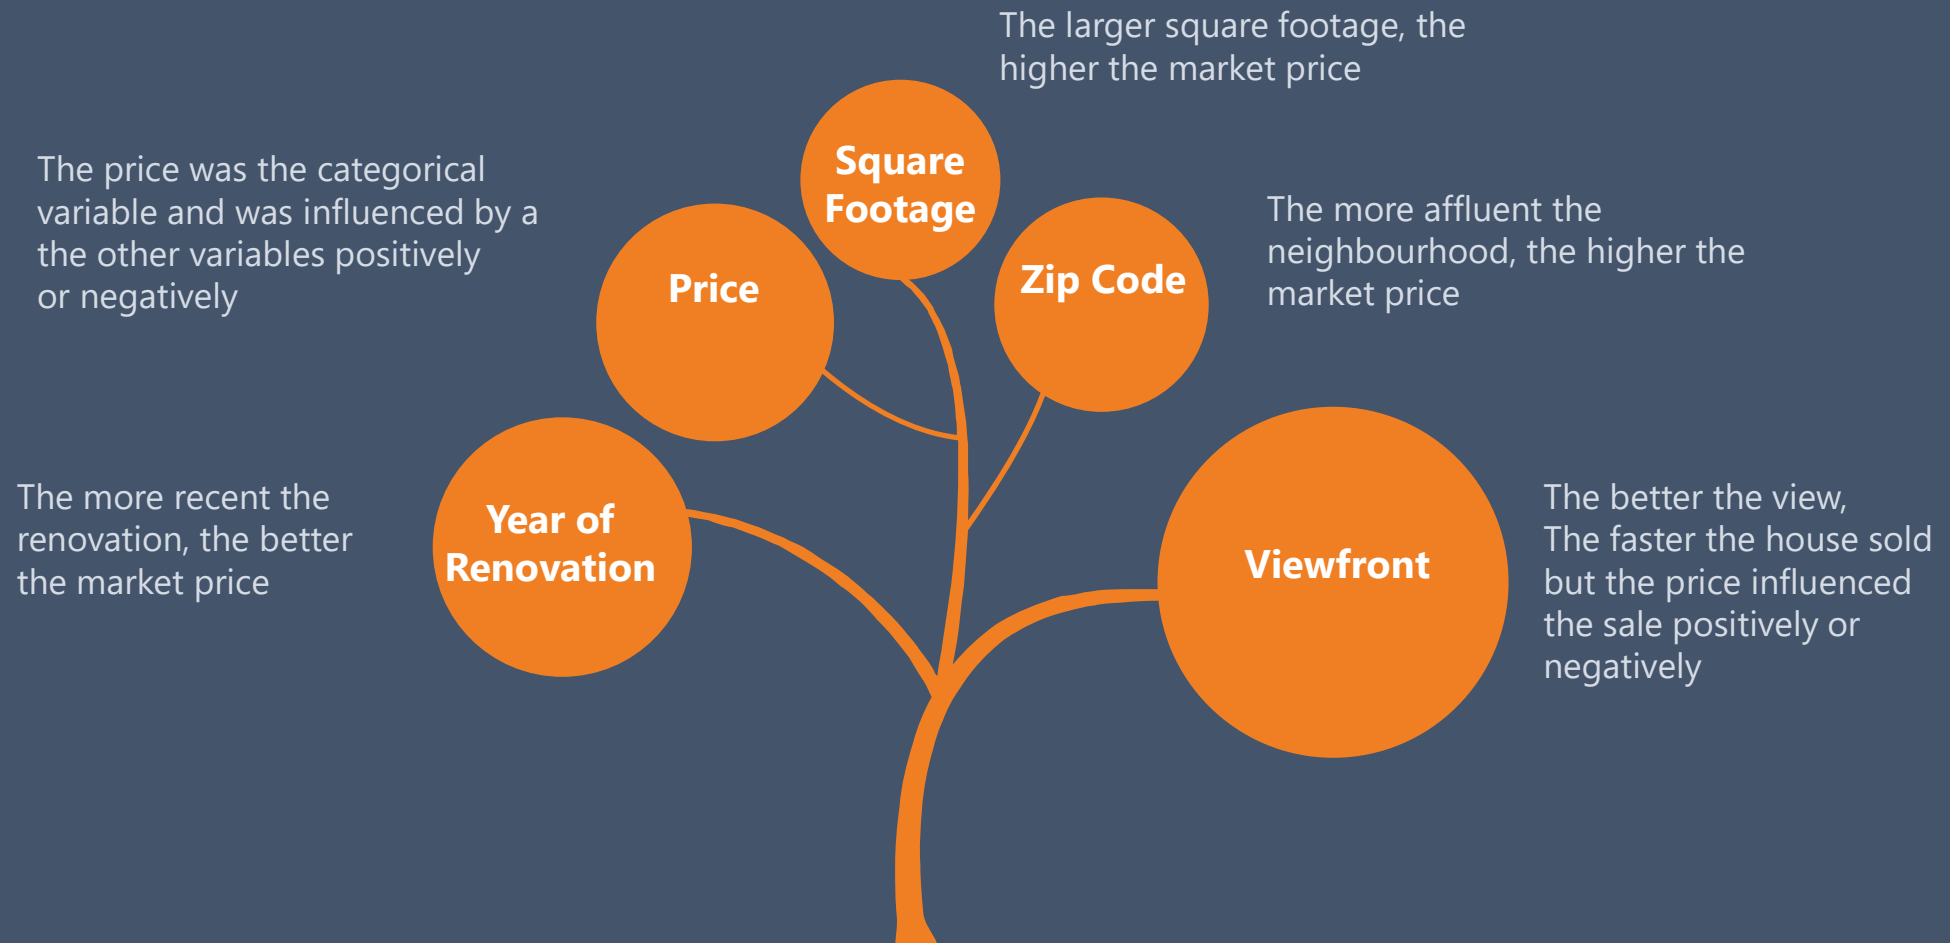 The larger square footage, the
higher the market price
Square
Footage
The price was the categorical
variable and was influenced by a
the other variables positively
or negatively
Price
Zip Code
The more affluent the
neighbourhood, the higher the
market price
The more recent the
renovation, the better
the market price
Year of
Renovation
Viewfront
The better the view,
The faster the house sold
but the price influenced
the sale positively or
negatively